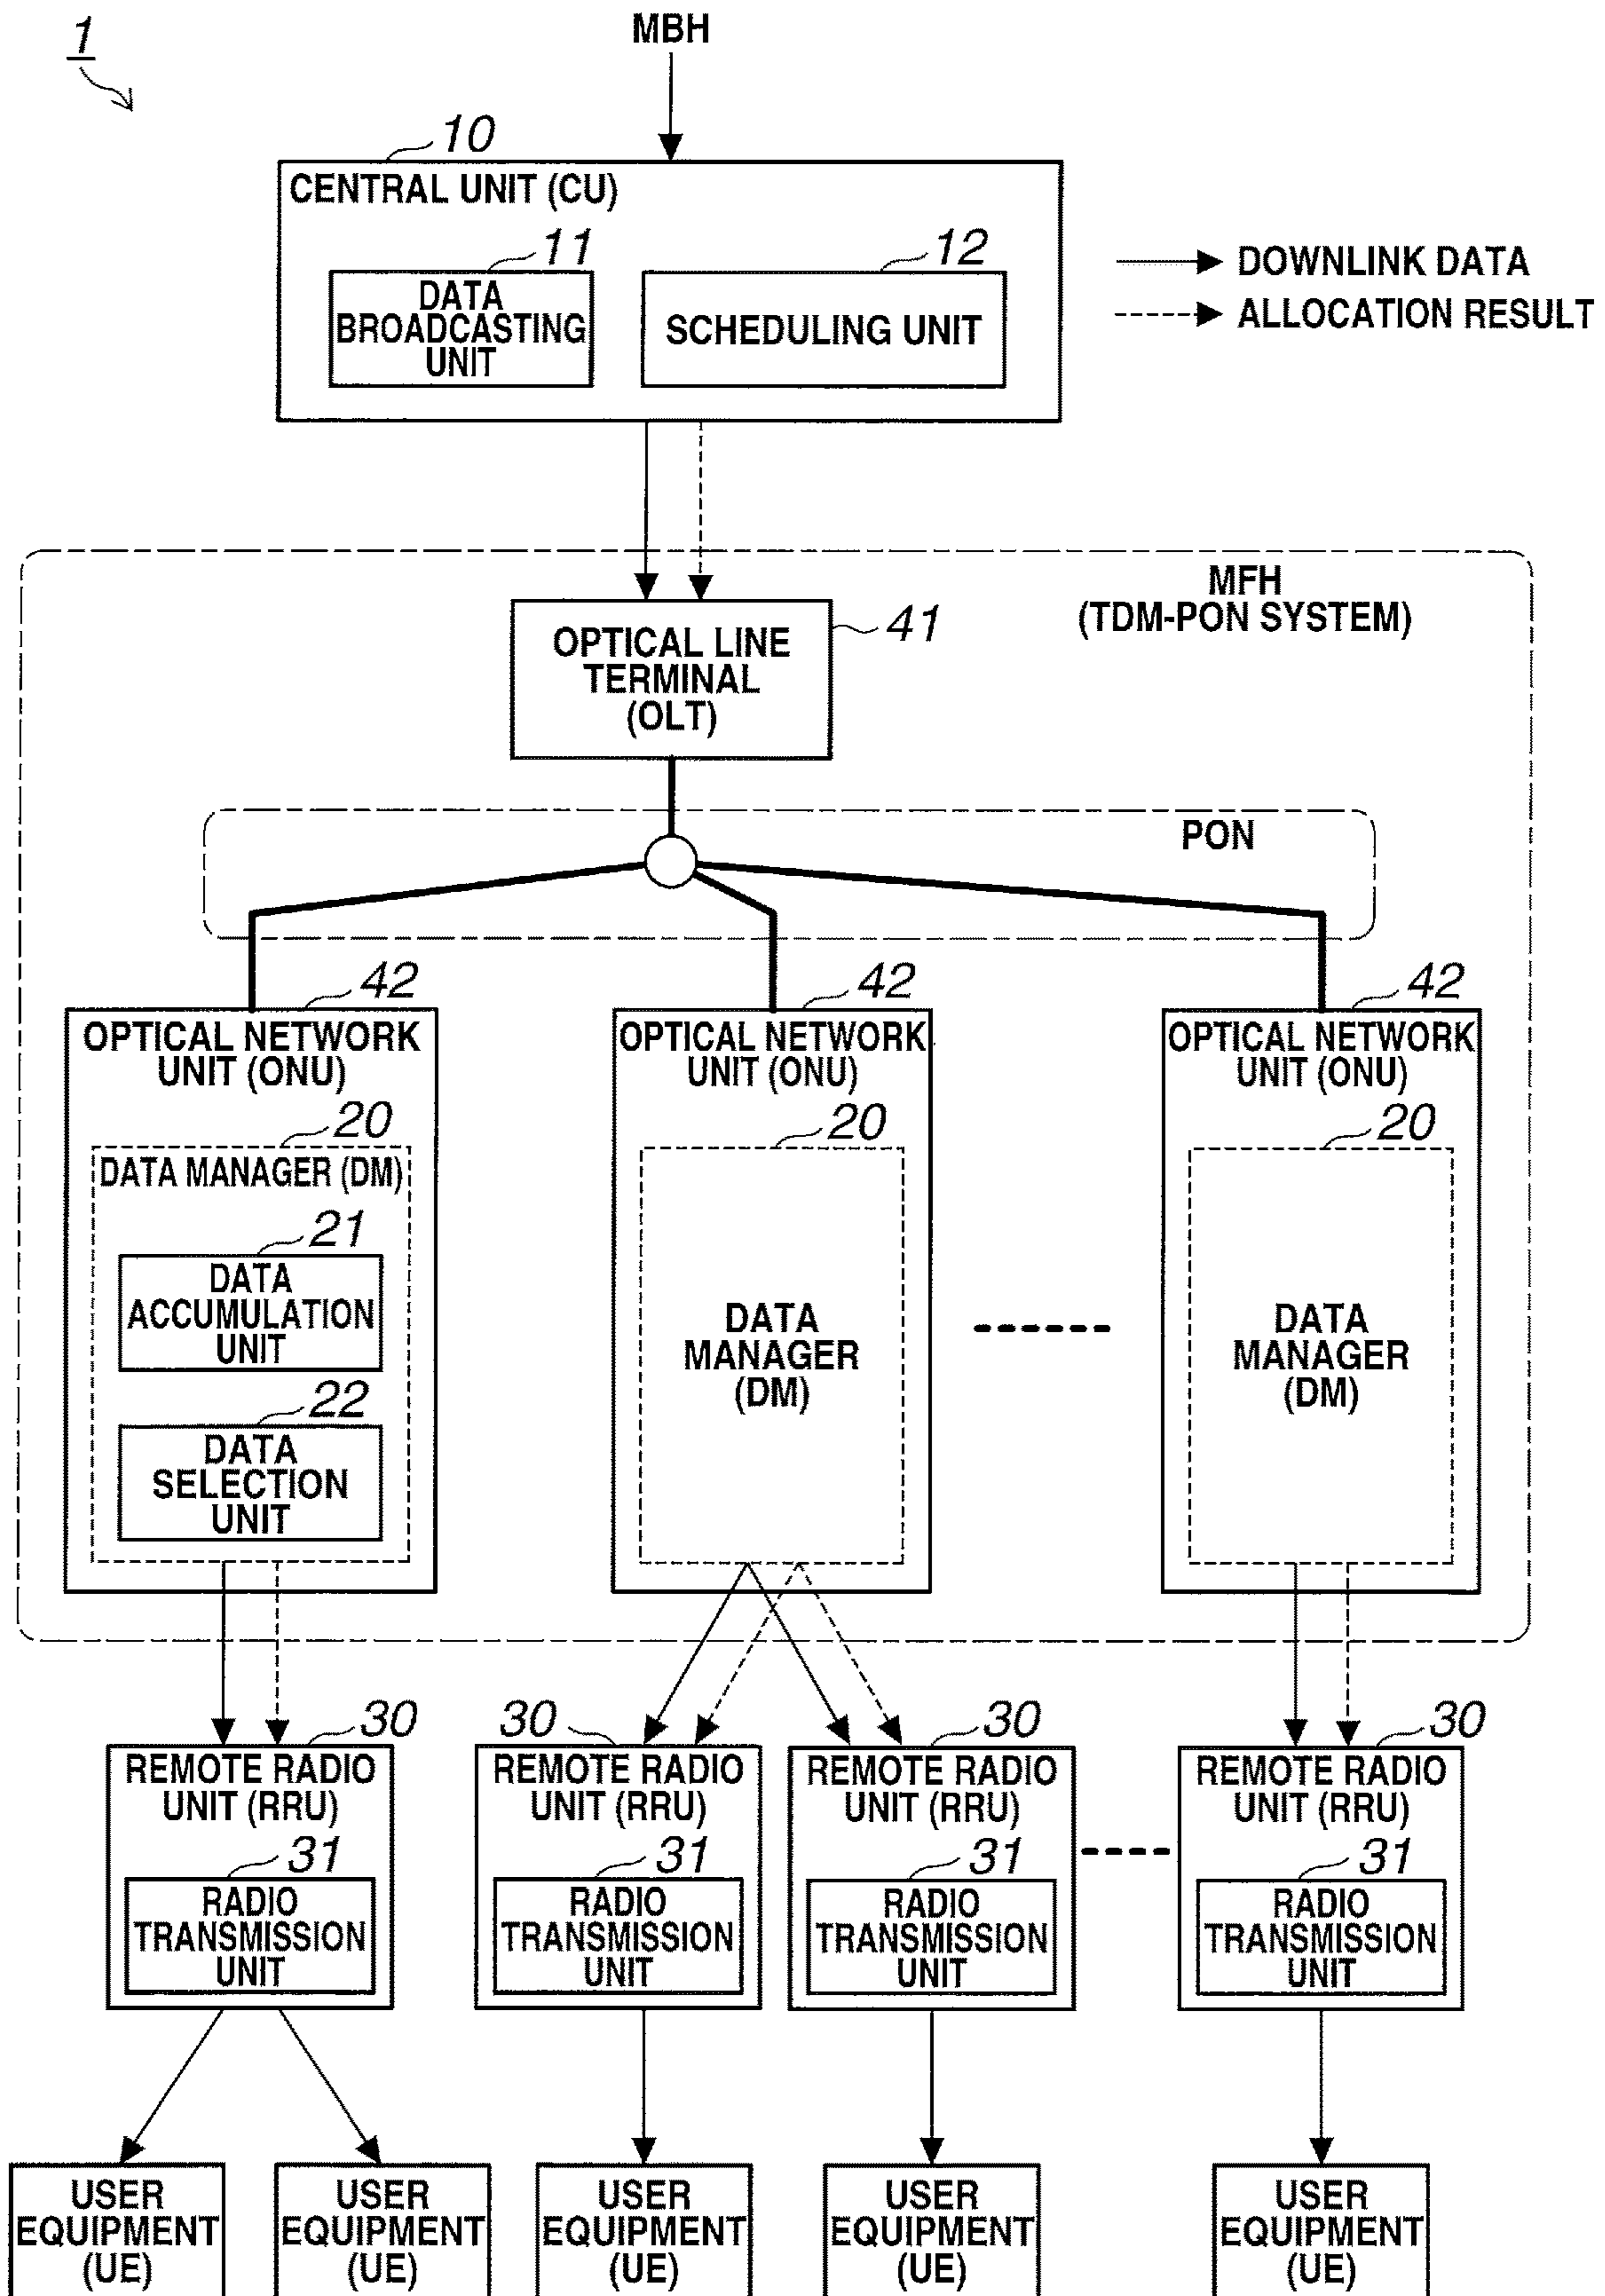 1
MBH
10
CENTRAL UNIT (CU)
11
DATA
BROADCASTING
UNIT
12
SCHEDULING UNIT
DOWNLINK DATA
ALLOCATION RESULT
MFH
(TDM-PON SYSTEM)
41
OPTICAL LINE
TERMINAL
(OLT)
PON
42
OPTICAL NETWORK
UNIT (ONU)
20
DATA MANAGER (DM)
21
DATA
ACCUMULATION
UNIT
22
DATA
SELECTION
UNIT
42
OPTICAL NETWORK
UNIT (ONU)
20
DATA
MANAGER
(DM)
42
OPTICAL NETWORK
UNIT (ONU)
20
DATA
MANAGER
(DM)
30
REMOTE RADIO
UNIT (RRU)
31
RADIO
TRANSMISSION
UNIT
30
REMOTE RADIO
UNIT (RRU)
31
RADIO
TRANSMISSION
UNIT
30
REMOTE RADIO
UNIT (RRU)
31
RADIO
TRANSMISSION
UNIT
30
REMOTE RADIO
UNIT (RRU)
31
RADIO
TRANSMISSION
UNIT
USER
EQUIPMENT
(UE)
USER
EQUIPMENT
(UE)
USER
EQUIPMENT
(UE)
USER
EQUIPMENT
(UE)
USER
EQUIPMENT
(UE)